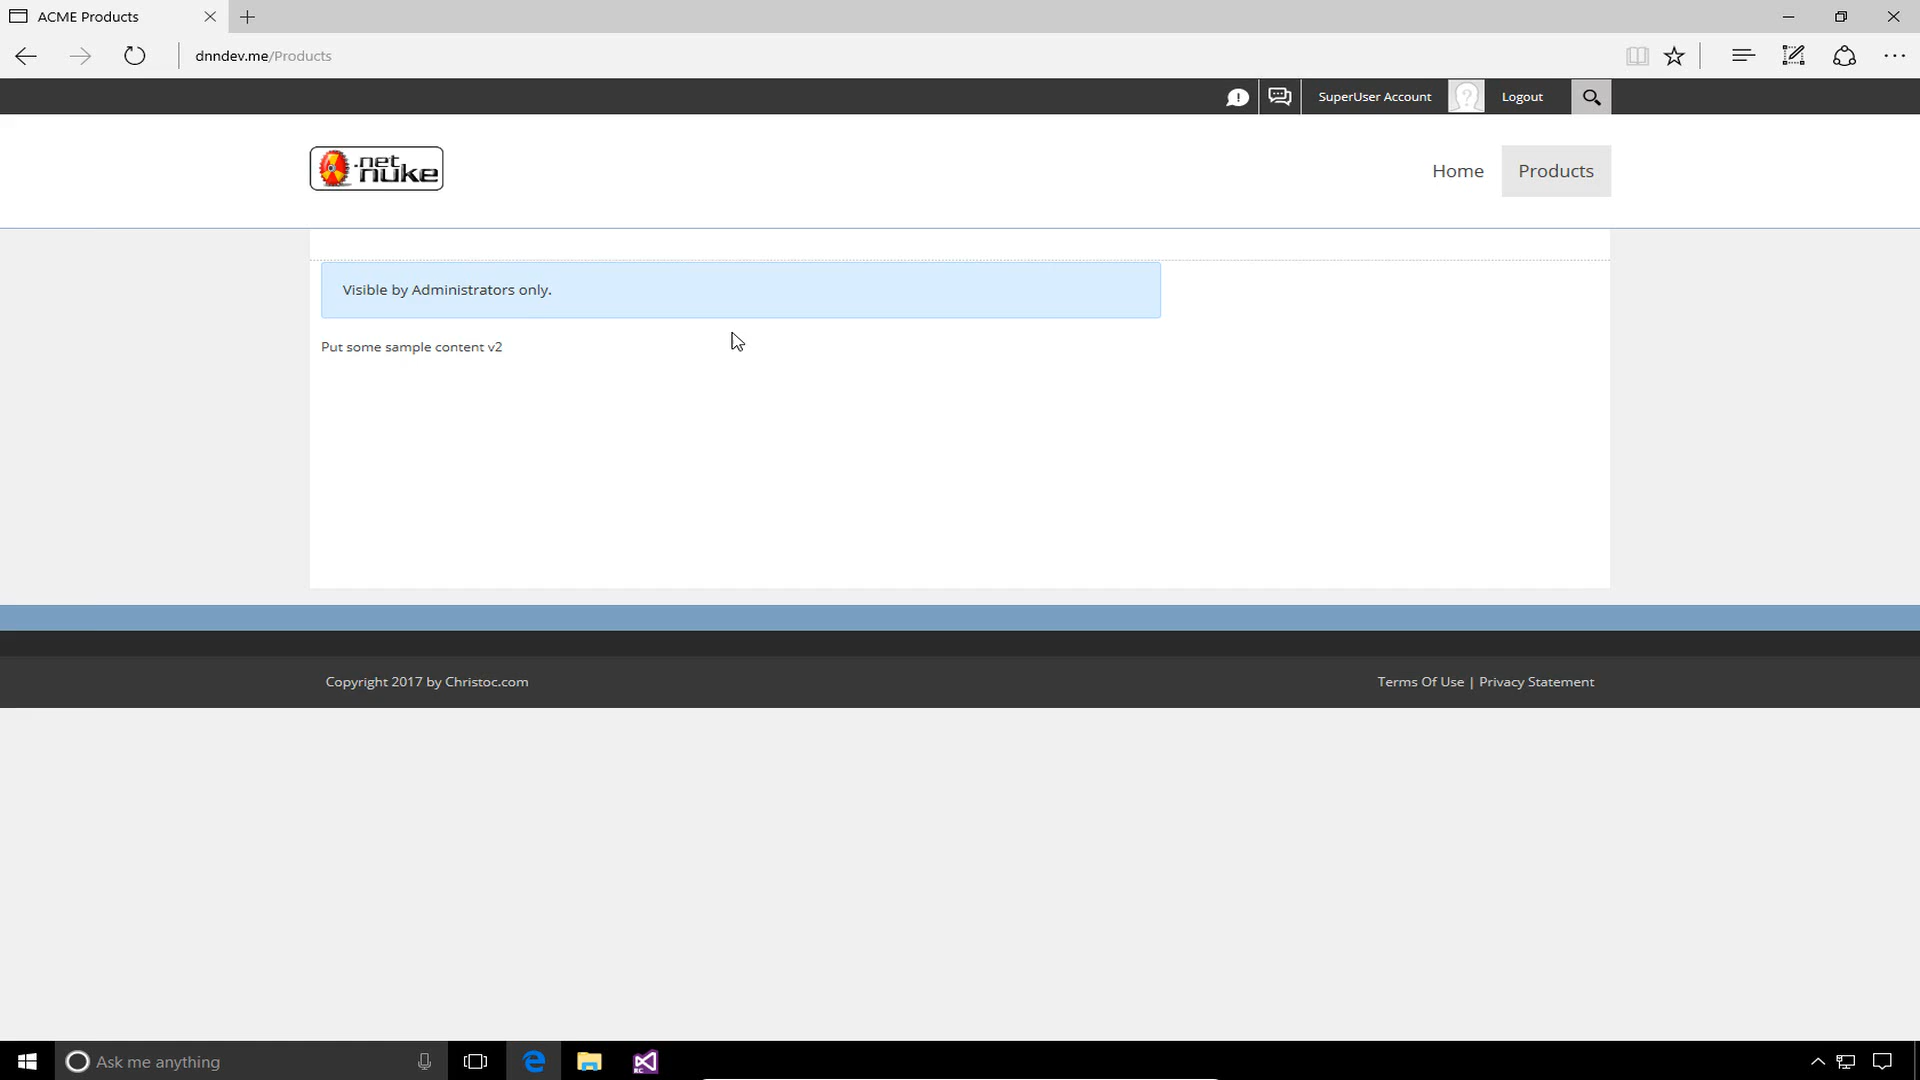 ACME Products
dnndev.me/Products
SuperUser Account
Logout
.net
nuke
Home
Products
Visible by Administrators only.
Put some sample content v2
Copyright 2017 by Christoc.com
Terms Of Use | Privacy Statement
Ask me anything
RC